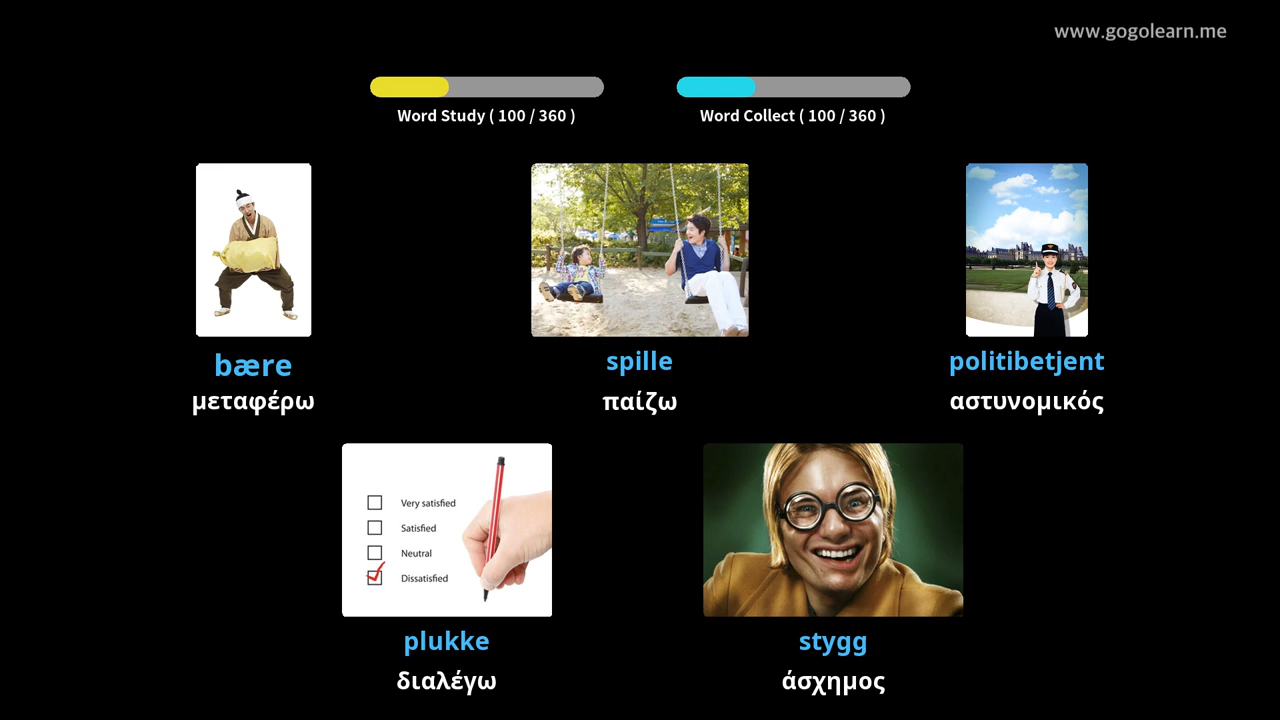 www.gogolearn.me
Word Study ( 100 / 360 )
Word Collect ( 100 / 360 )
bære
μεταφέρω
spille
παίζω
politibetjent
αστυνομικός
Very satisfied
Satisfied
Neutral
Dissatisfied
plukke
διαλέγω
stygg
άσχημος